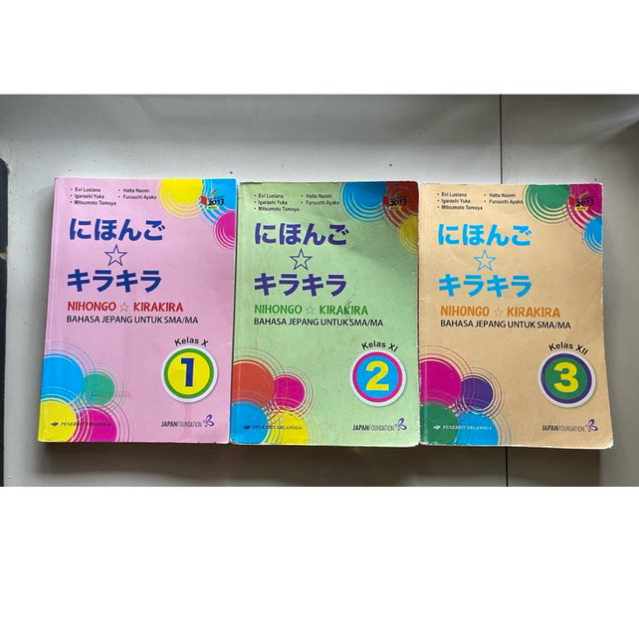 • Evi Lusiana • Hatta Naomi
• Igarashi Yuka • Furuuchi Ayako
• Mitsumoto Tomoya
2013
にほんご
☆
キラキラ
NIHONGO ☆ KIRAKIRA
BAHASA JEPANG UNTUK SMA/MA
Kelas X
1
PENERBIT ERLANGGA
JAPANFOUNDATION
• Evi Lusiana • Hatta Naomi
• Igarashi Yuka • Furuuchi Ayako
• Mitsumoto Tomoya
2013
にほんご
☆
キラキラ
NIHONGO ☆ KIRAKIRA
BAHASA JEPANG UNTUK SMA/MA
Kelas XI
2
PENERBIT ERLANGGA
JAPANFOUNDATION
• Evi Lusiana • Hatta Naomi
• Igarashi Yuka • Furuuchi Ayako
• Mitsumoto Tomoya
2013
にほんご
☆
キラキラ
NIHONGO ☆ KIRAKIRA
BAHASA JEPANG UNTUK SMA/MA
Kelas XII
3
PENERBIT ERLANGGA
JAPANFOUNDATION